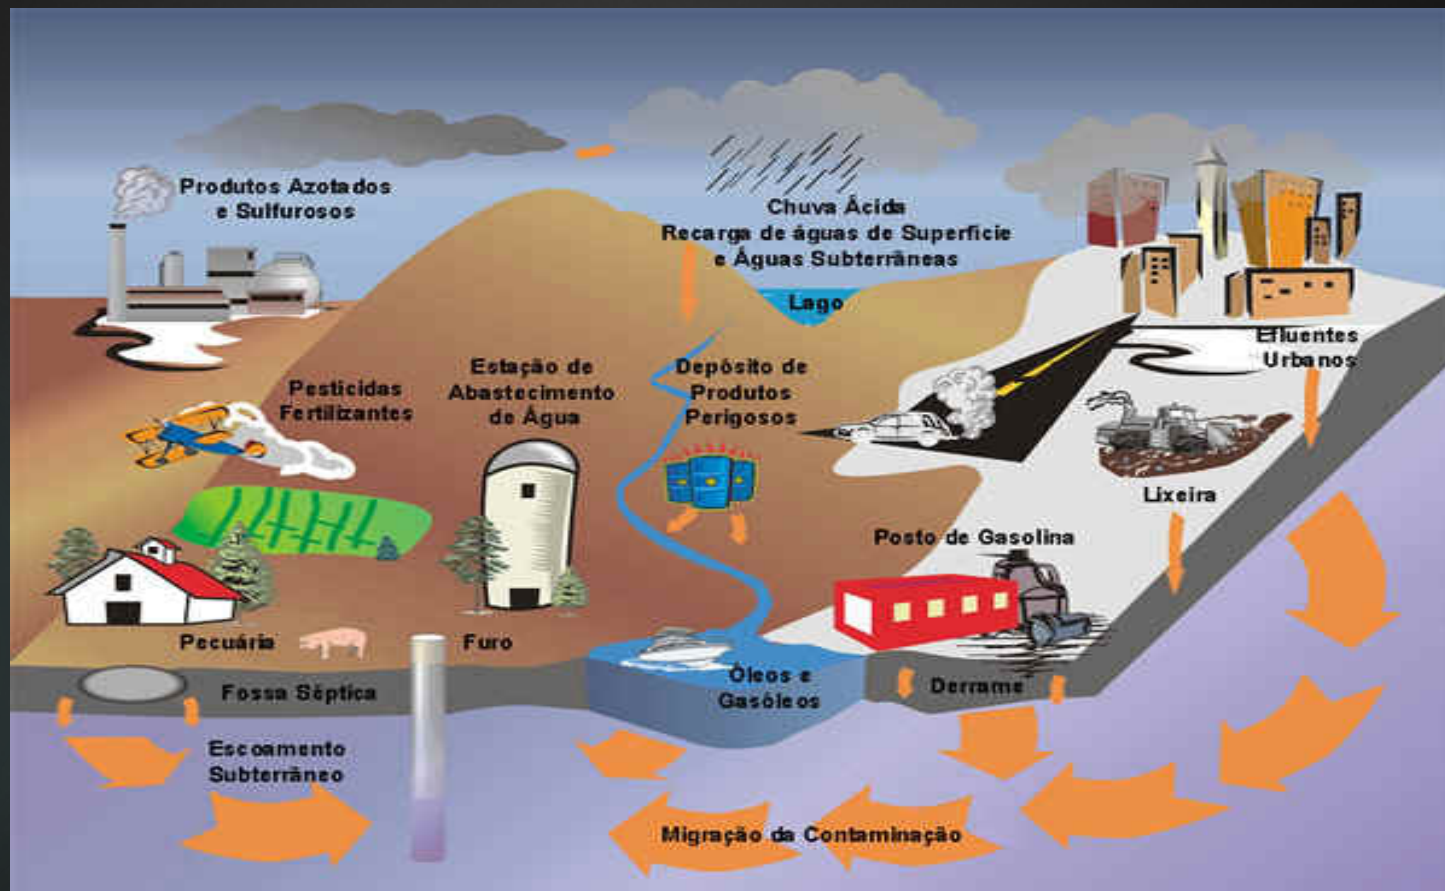 Produtos Azotados
e Sulfurosos
Chuva Ácida
Recarga de águas de Superficie
e Águas Subterrâneas
Lago
Efluentes
Urbanos
Pesticidas
Fertilizantes
Estação de
Abastecimento
de Água
Depósito de
Produtos
Perigosos
Lixeira
Posto de Gasolina
Pecuária
Furo
Fossa Séptica
Óleos e
Gasóleos
Derrame
Escoamento
Subterrâneo
Migração da Contaminação